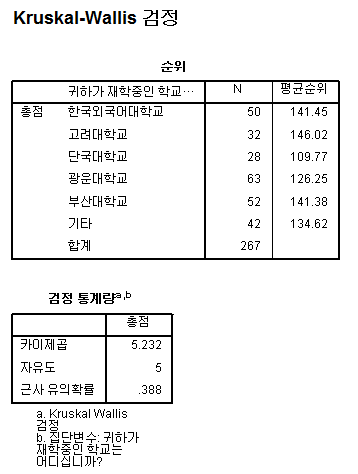 Kruskal-Wallis 검정
순위
귀하가 재학중인 학교… N 평균순위
총점 한국외국어대학교 50 141.45
고려대학교 32 146.02
단국대학교 28 109.77
광운대학교 63 126.25
부산대학교 52 141.38
기타 42 134.62
합계 267
검정 통계량a,b
총점
카이제곱 5.232
자유도 5
근사 유의확률 .388
a. Kruskal Wallis
검정
b. 집단변수: 귀하가
재학중인 학교는
어디십니까?